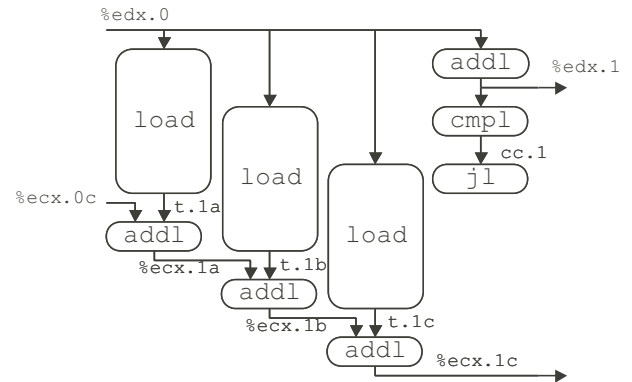 %edx.0
addl
%edx.1
load
cmpl
load
cc.1
jl
load
%ecx.0c
t.1a
addl
%ecx.1a
t.1b
addl
%ecx.1b
t.1c
addl
%ecx.1c